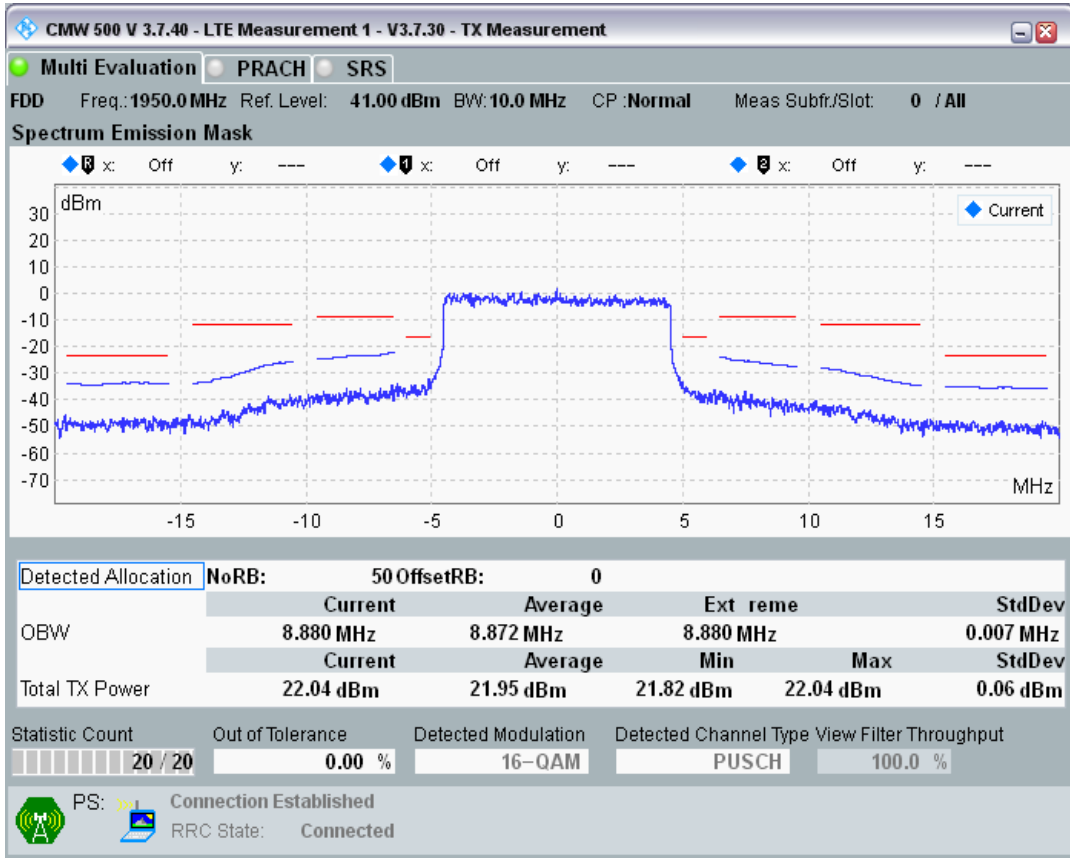 CMW 500 V 3.7.40 - LTE Measurement 1 - V3.7.30 - TX Measurement
Multi Evaluation PRACH SRS
FDD Freq.: 1950.0 MHz Ref. Level: 41.00 dBm BW: 10.0 MHz CP : Normal Meas Subfr./Slot: 0 / All
Spectrum Emission Mask
R x: Off y: --- 1 x: Off y: --- 2 x: Off y: ---
dBm
Current
30
20
10
0
-10
-20
-30
-40
-50
-60
-70
MHz
-15 -10 -5 0 5 10 15
Detected Allocation NoRB: 50 OffsetRB: 0
Current Average Ext reme StdDev
OBW 8.880 MHz 8.872 MHz 8.880 MHz 0.007 MHz
Current Average Min Max StdDev
Total TX Power 22.04 dBm 21.95 dBm 21.82 dBm 22.04 dBm 0.06 dBm
Statistic Count Out of Tolerance Detected Modulation Detected Channel Type View Filter Throughput
20 / 20 0.00 % 16-QAM PUSCH 100.0 %
PS: Connection Established
RRC State: Connected